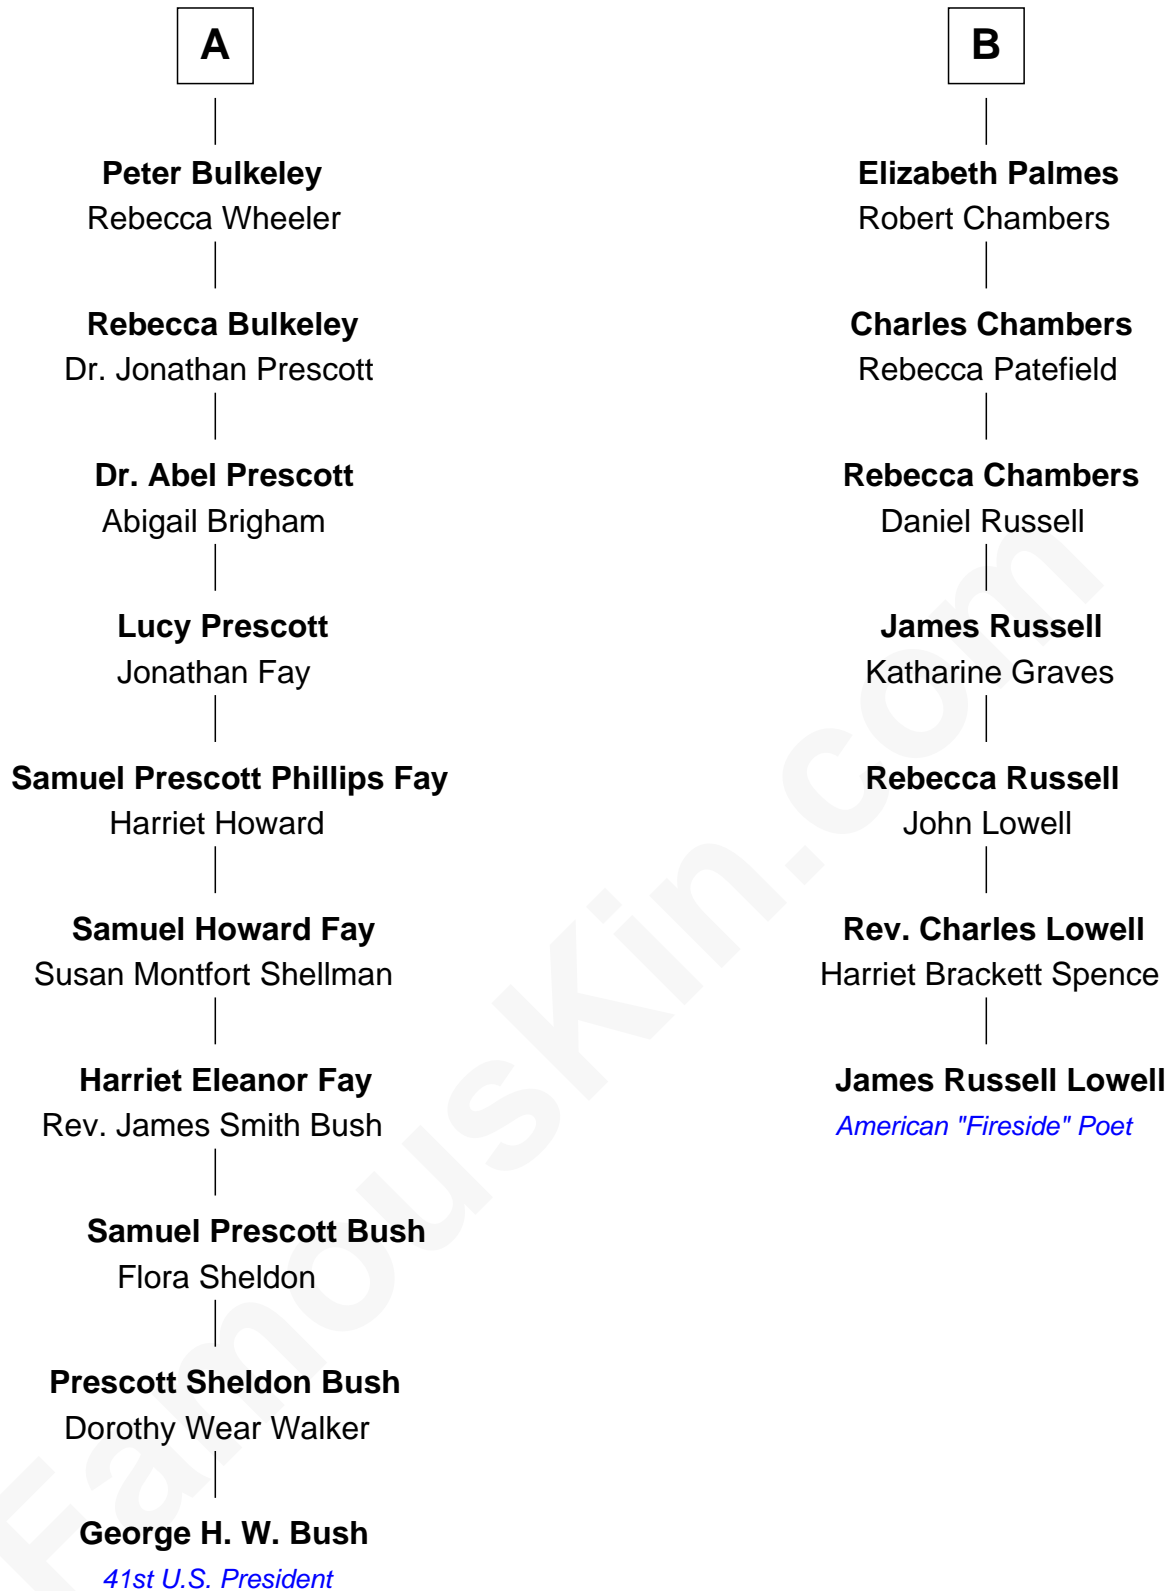 A
Peter Bulkeley
Rebecca Wheeler
Rebecca Bulkeley
Dr. Jonathan Prescott
Dr. Abel Prescott
Abigail Brigham
Lucy Prescott
Jonathan Fay
Samuel Prescott Phillips Fay
Harriet Howard
Samuel Howard Fay
Susan Montfort Shellman
Harriet Eleanor Fay
Rev. James Smith Bush
Samuel Prescott Bush
Flora Sheldon
Prescott Sheldon Bush
Dorothy Wear Walker
George H. W. Bush
41st U.S. President
B
Elizabeth Palmes
Robert Chambers
Charles Chambers
Rebecca Patefield
Rebecca Chambers
Daniel Russell
James Russell
Katharine Graves
Rebecca Russell
John Lowell
Rev. Charles Lowell
Harriet Brackett Spence
James Russell Lowell
American "Fireside" Poet
FamousKin.com